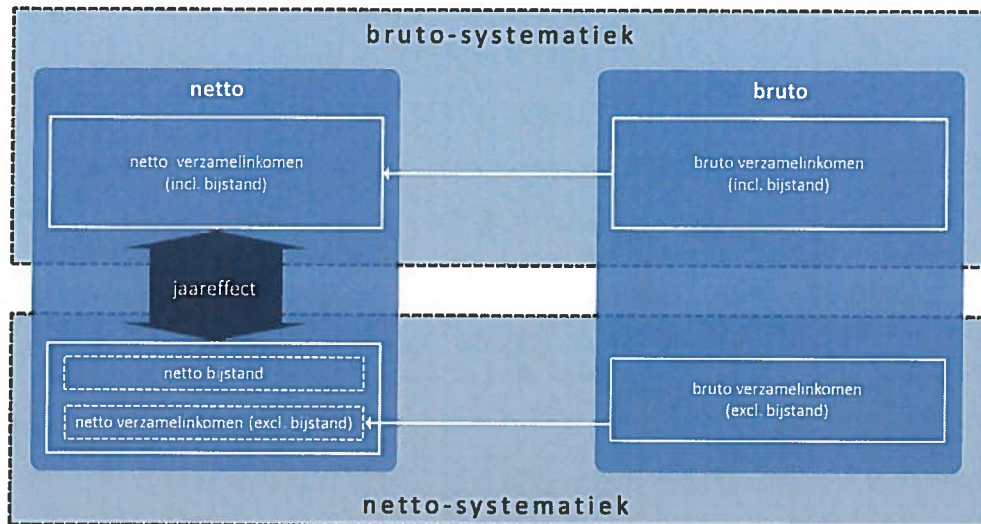 bruto-systematiek
netto
bruto
netto verzamelinkomen
(incl. bijstand)
bruto verzamelinkomen
(incl. bijstand)
jaareffect
netto bijstand
netto verzamelinkomen (excl. bijstand)
bruto verzamelinkomen
(excl. bijstand)
netto-systematiek